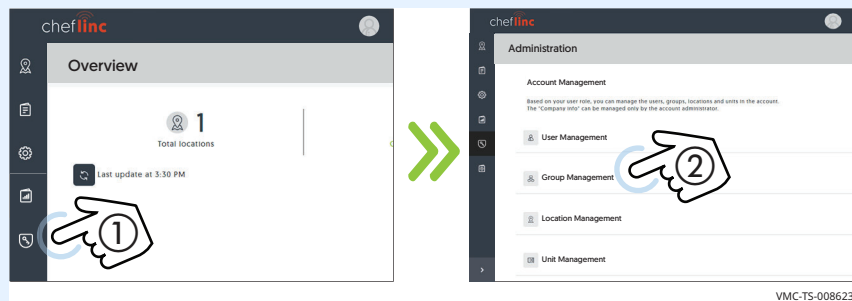 cheflinc
Overview
1
Total locations
Last update at 3:30 PM
1
cheflinc
Administration
Account Management
Based on your user role, you can manage the users, groups, locations and units in the account.
The "Company Info" can be managed only by the account administrator.
User Management
Group Management
2
Location Management
Unit Management
VMC-TS-008623